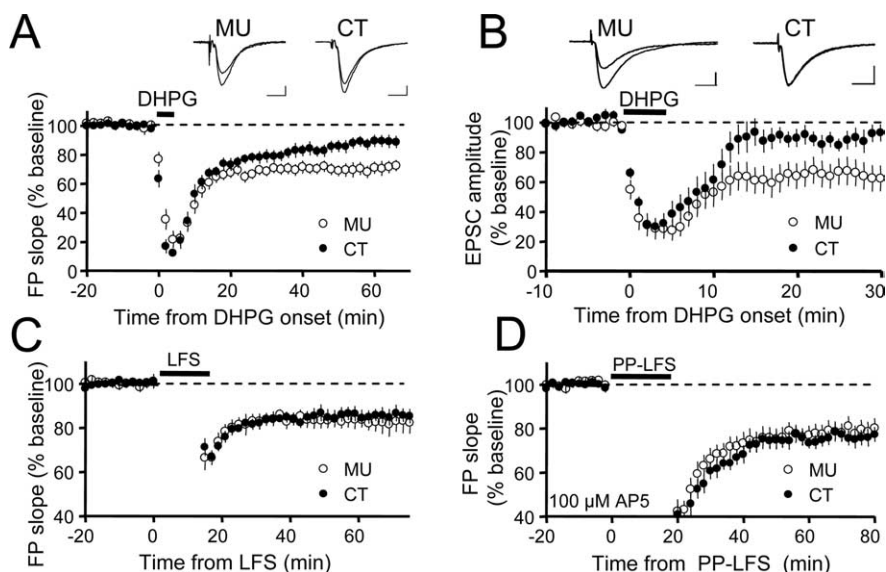 A
MU
CT
DHPG
FP slope (% baseline)
100
80
60
40
20
0
MU
CT
-20
0
20
40
60
Time from DHPG onset (min)
B
MU
CT
DHPG
EPSC amplitude
(% baseline)
100
80
60
40
20
0
MU
CT
-10
0
10
20
30
Time from DHPG onset (min)
C
LFS
FP slope (% baseline)
100
80
60
40
MU
CT
-20
0
20
40
60
Time from LFS (min)
D
PP-LFS
FP slope
(% baseline)
100
80
60
40
MU
CT
100 µM AP5
-20
0
20
40
60
80
Time from PP-LFS (min)